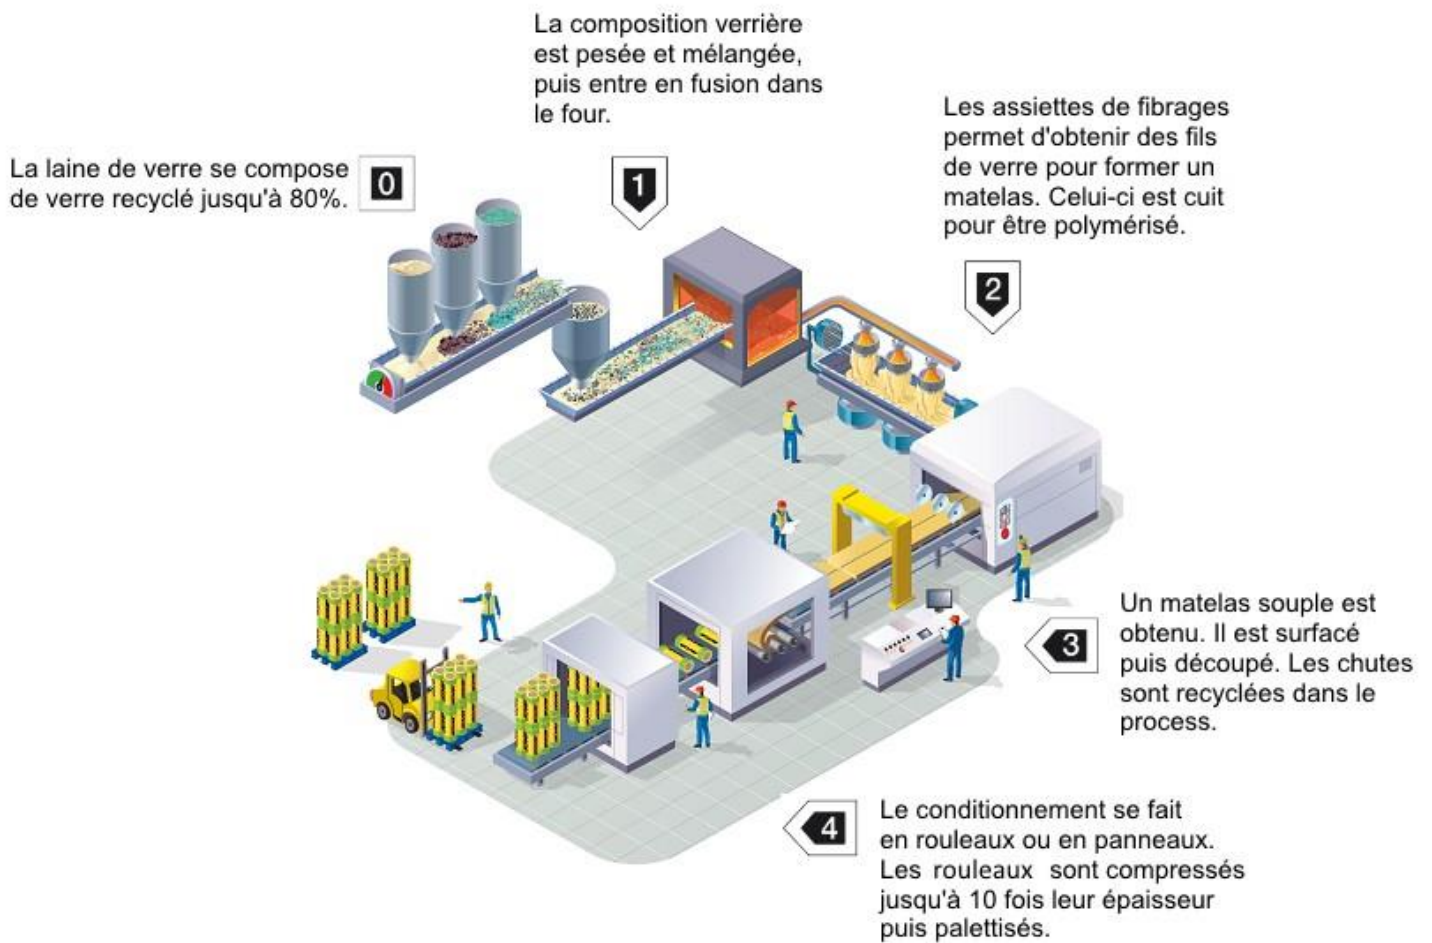 La composition verrière
est pesée et mélangée,
puis entre en fusion dans
le four.
1
La laine de verre se compose
de verre recyclé jusqu'à 80%.
0
Les assiettes de fibrages
permet d'obtenir des fils
de verre pour former un
matelas. Celui-ci est cuit
pour être polymérisé.
2
3
Un matelas souple est
obtenu. Il est surfacé
puis découpé. Les chutes
sont recyclées dans le
process.
4
Le conditionnement se fait
en rouleaux ou en panneaux.
Les rouleaux sont compressés
jusqu'à 10 fois leur épaisseur
puis palettisés.